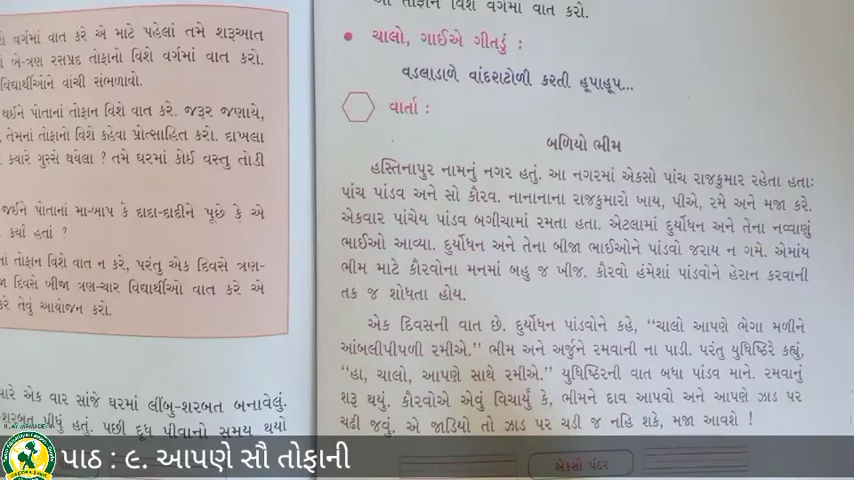 વર્ગમાં વાત કરે એ માટે પહેલાં તમે શરૂઆત
બે-ત્રણ રસપ્રદ તોફાનો વિશે વર્ગમાં વાત કરો.
વિદ્યાર્થીઓને વાંચી સંભળાવો.
થઈને પોતાનાં તોફાન વિશે વાત કરે. જરૂર જણાયે,
તેમનાં તોફાનો વિશે કહેવા પ્રોત્સાહિત કરો. દાખલા
ક્યારે ગુસ્સે થયેલા ? તમે ઘરમાં કોઈ વસ્તુ તોડી
જઈને પોતાનાં મા-બાપ કે દાદા-દાદીને પૂછે કે એ
ક્યાં હતાં ?
તોફાન વિશે વાત ન કરે, પરંતુ એક દિવસે ત્રણ-
દિવસે બીજા ત્રણ-ચાર વિદ્યાર્થીઓ વાત કરે એ
કરે તેવું આયોજન કરો.
એક વાર સાંજે ઘરમાં લીંબુ-શરબત બનાવેલું.
શરબત પીધું હતું. પછી દૂધ પીવાનો સમય થયો
તોફાન વિશે વર્ગમાં વાત કરો.
• ચાલો, ગાઈએ ગીતડું :
વડલાડાળે વાંદરાટોળી કરતી હૂપાહૂપ...
વાર્તા :
બળિયો ભીમ
હસ્તિનાપુર નામનું નગર હતું. આ નગરમાં એકસો પાંચ રાજકુમાર રહેતા હતાઃ
પાંચ પાંડવ અને સો કૌરવ. નાનાનાના રાજકુમારો ખાય, પીએ, રમે અને મજા કરે.
એકવાર પાંચેય પાંડવ બગીચામાં રમતા હતા. એટલામાં દુર્યોધન અને તેના નવ્વાણું
ભાઈઓ આવ્યા. દુર્યોધન અને તેના બીજા ભાઈઓને પાંડવો જરાય ન ગમે. એમાંય
ભીમ માટે કૌરવોના મનમાં બહુ જ ખીજ. કૌરવો હંમેશાં પાંડવોને હેરાન કરવાની
તક જ શોધતા હોય.
એક દિવસની વાત છે. દુર્યોધન પાંડવોને કહે, “ચાલો આપણે ભેગા મળીને
આંબલીપીપળી રમીએ.” ભીમ અને અર્જુને રમવાની ના પાડી. પરંતુ યુધિષ્ઠિરે કહ્યું,
“હા, ચાલો, આપણે સાથે રમીએ.” યુધિષ્ઠિરની વાત બધા પાંડવ માને. રમવાનું
શરૂ થયું. કૌરવોએ એવું વિચાર્યું કે, ભીમને દાવ આપવો અને આપણે ઝાડ પર
ચઢી જવું. એ જાડિયો તો ઝાડ પર ચડી જ નહિ શકે, મજા આવશે !
એકસો પંદર
પાઠ : ૯. આપણે સૌ તોફાની